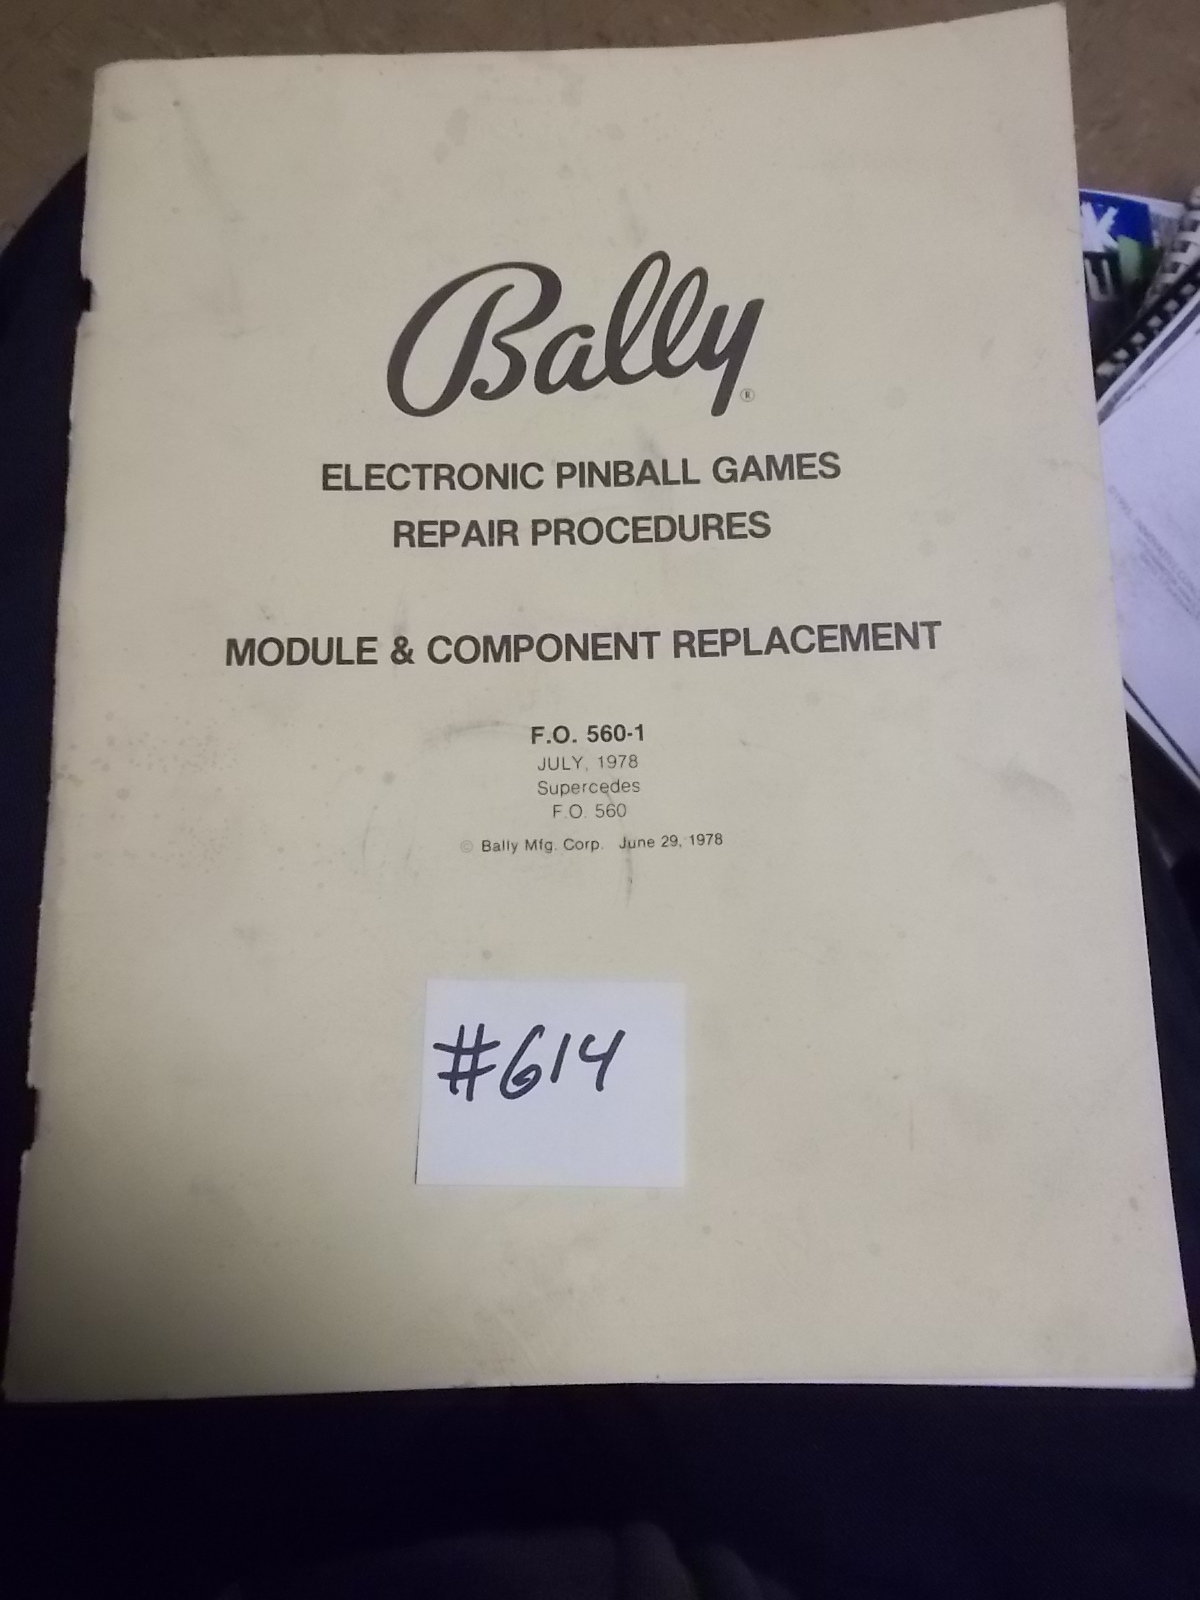 Bally®
ELECTRONIC PINBALL GAMES
REPAIR PROCEDURES
MODULE & COMPONENT REPLACEMENT
F.O. 560-1
JULY, 1978
Supercedes
F.O. 560
© Bally Mfg. Corp. June 29, 1978
#614